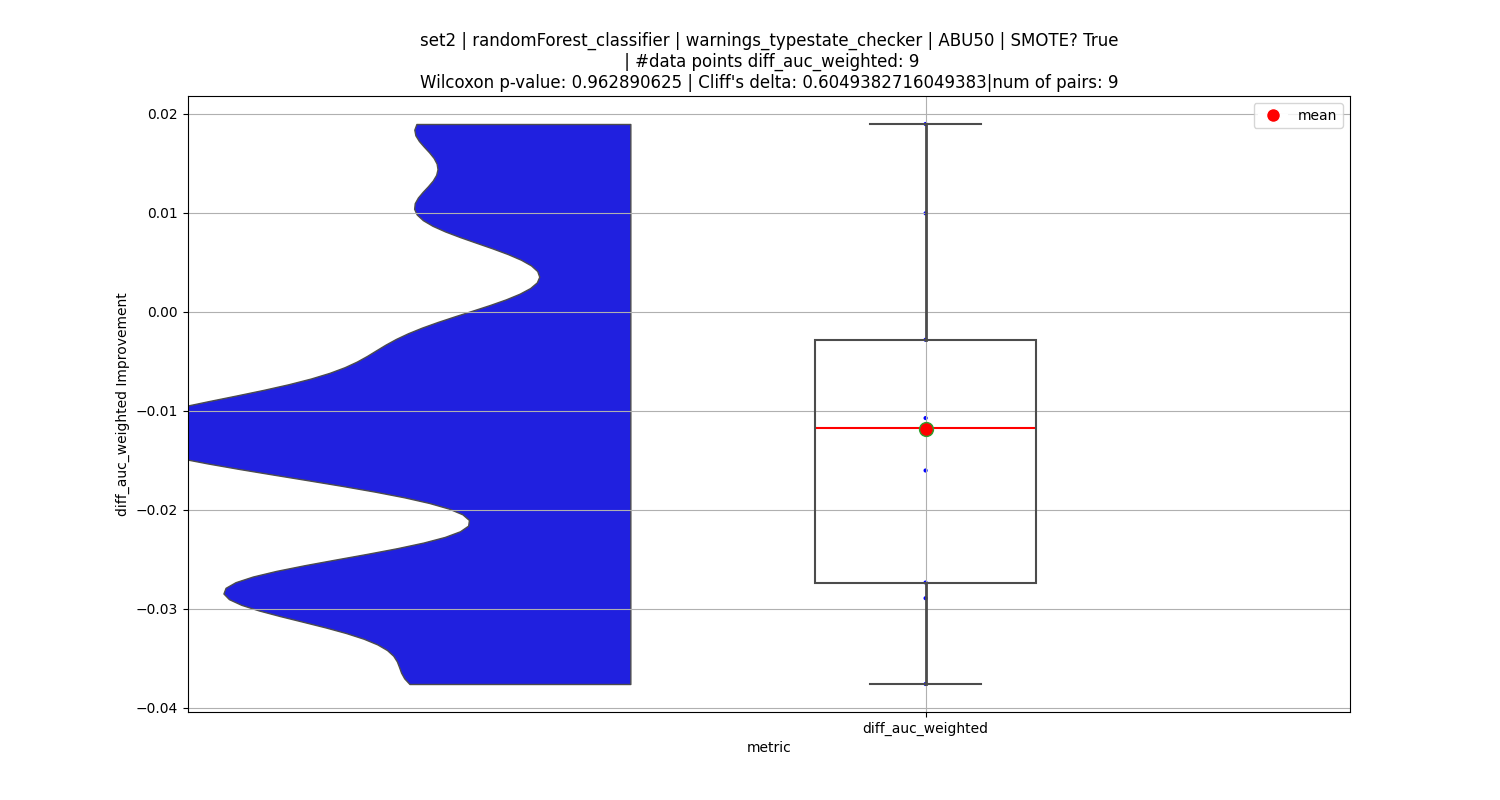 set2 | randomForest_classifier | warnings_typestate_checker | ABU50 | SMOTE? True
| #data points diff_auc_weighted: 9
Wilcoxon p-value: 0.962890625 | Cliff's delta: 0.6049382716049383|num of pairs: 9
mean
0.02
0.01
0.00
−0.01
−0.02
−0.03
−0.04
diff_auc_weighted Improvement
diff_auc_weighted
metric